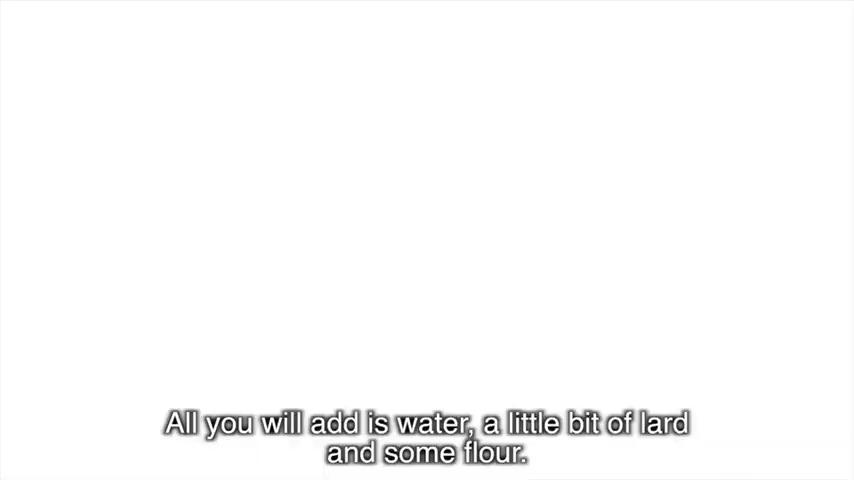 All you will add is water, a little bit of lard
and some flour.